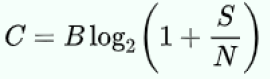 C = B log₂(1 + S/N)